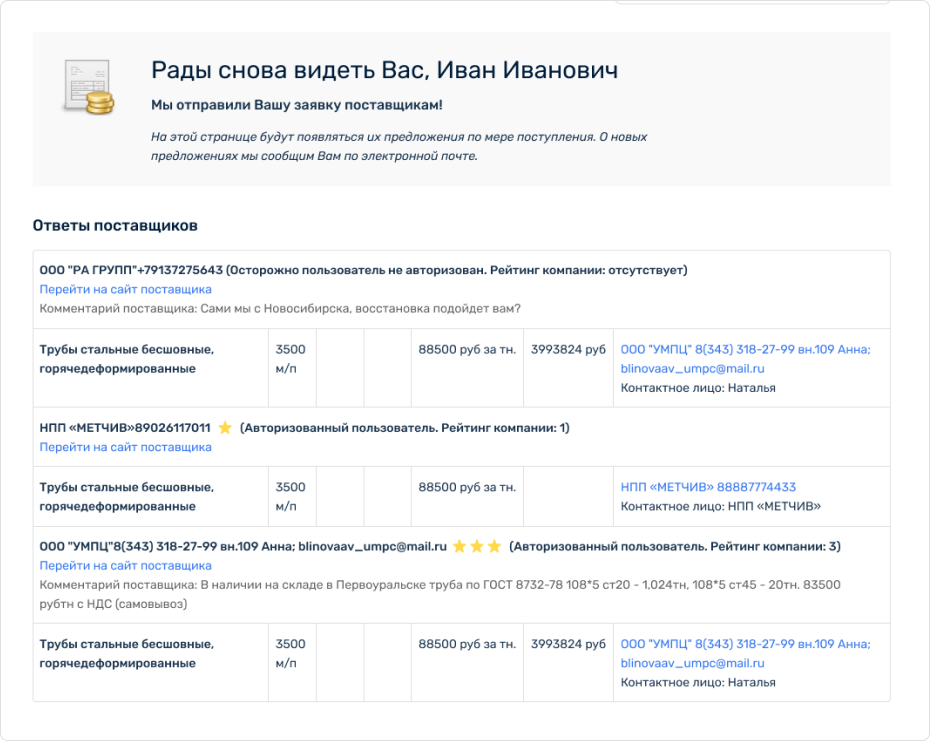 Рады снова видеть Вас, Иван Иванович
Мы отправили Вашу заявку поставщикам!
На этой странице будут появляться их предложения по мере поступления. О новых
предложениях мы сообщим Вам по электронной почте.
Ответы поставщиков
ООО "РА ГРУПП"+79137275643 (Осторожно пользователь не авторизован. Рейтинг компании: отсутствует)
Перейти на сайт поставщика
Комментарий поставщика: Сами мы с Новосибирска, восстановка подойдет вам?
Трубы стальные бесшовные,
горячедеформированные
3500
м/п
88500 руб за тн.
3993824 руб
ООО "УМПЦ" 8(343) 318-27-99 вн.109 Анна;
blinovaav_umpc@mail.ru
Контактное лицо: Наталья
НПП «МЕТЧИВ»89026117011 (Авторизованный пользователь. Рейтинг компании: 1)
Перейти на сайт поставщика
Трубы стальные бесшовные,
горячедеформированные
3500
м/п
88500 руб за тн.
НПП «МЕТЧИВ» 88887774433
Контактное лицо: НПП «МЕТЧИВ»
ООО "УМПЦ"8(343) 318-27-99 вн.109 Анна; blinovaav_umpc@mail.ru (Авторизованный пользователь. Рейтинг компании: 3)
Перейти на сайт поставщика
Комментарий поставщика: В наличии на складе в Первоуральске труба по ГОСТ 8732-78 108*5 ст20 - 1,024тн, 108*5 ст45 - 20тн. 83500
рубтн с НДС (самовывоз)
Трубы стальные бесшовные,
горячедеформированные
3500
м/п
88500 руб за тн.
3993824 руб
ООО "УМПЦ" 8(343) 318-27-99 вн.109 Анна;
blinovaav_umpc@mail.ru
Контактное лицо: Наталья